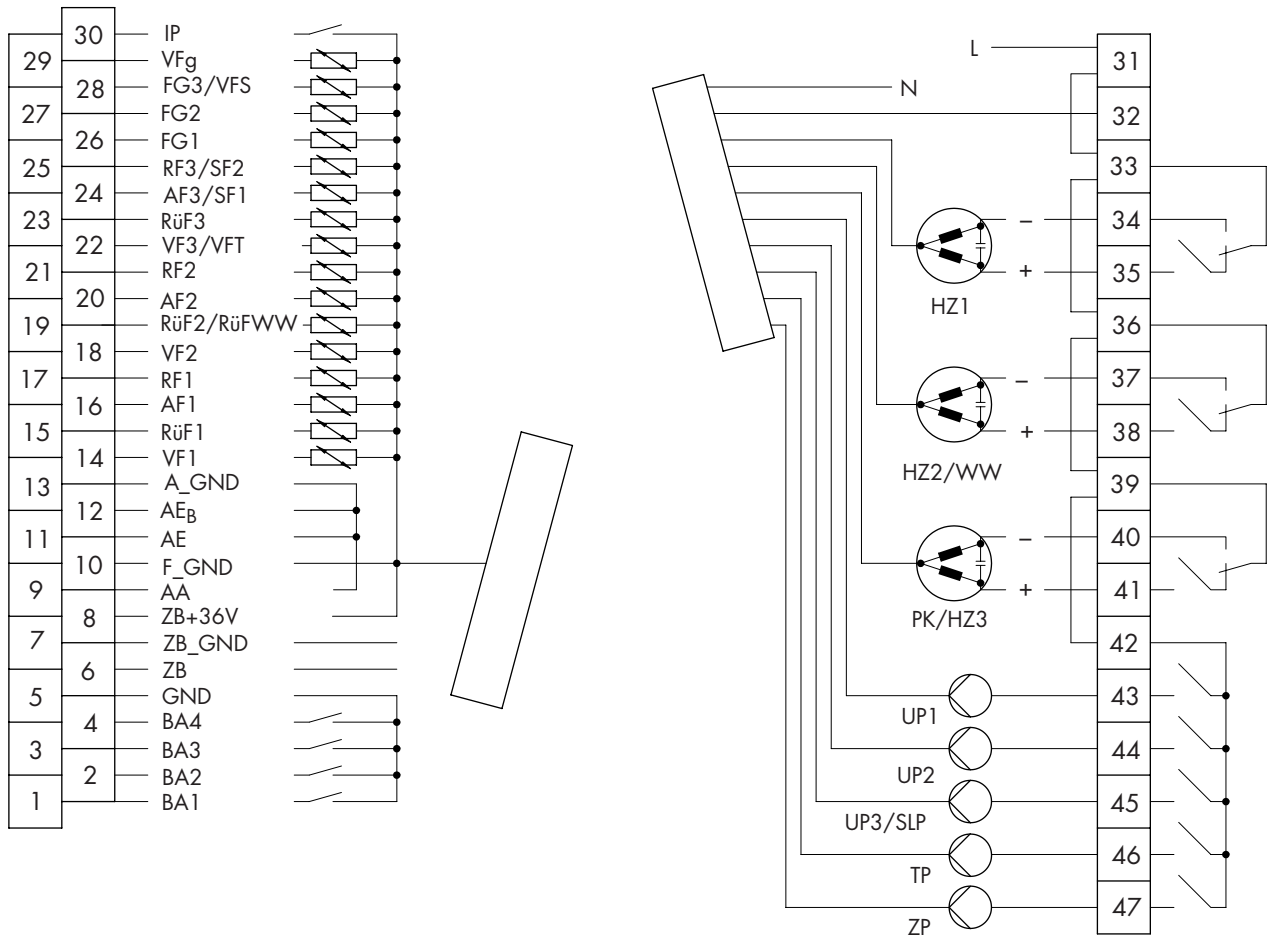 30 IP
29 VFg
28 FG3/VFS
27 FG2
26 FG1
25 RF3/SF2
24 AF3/SF1
23 RüF3
22 VF3/VFT
21 RF2
20 AF2
19 RüF2/RüFWW
18 VF2
17 RF1
16 AF1
15 RüF1
14 VF1
13 A_GND
12 AEB
11 AE
10 F_GND
9 AA
8 ZB+36V
7 ZB_GND
6 ZB
5 GND
4 BA4
3 BA3
2 BA2
1 BA1
L 31
N
32
33
− 34
+ 35
HZ1
36
− 37
+ 38
HZ2/WW
39
− 40
+ 41
PK/HZ3
42
43
UP1
44
UP2
45
UP3/SLP
46
TP
47
ZP